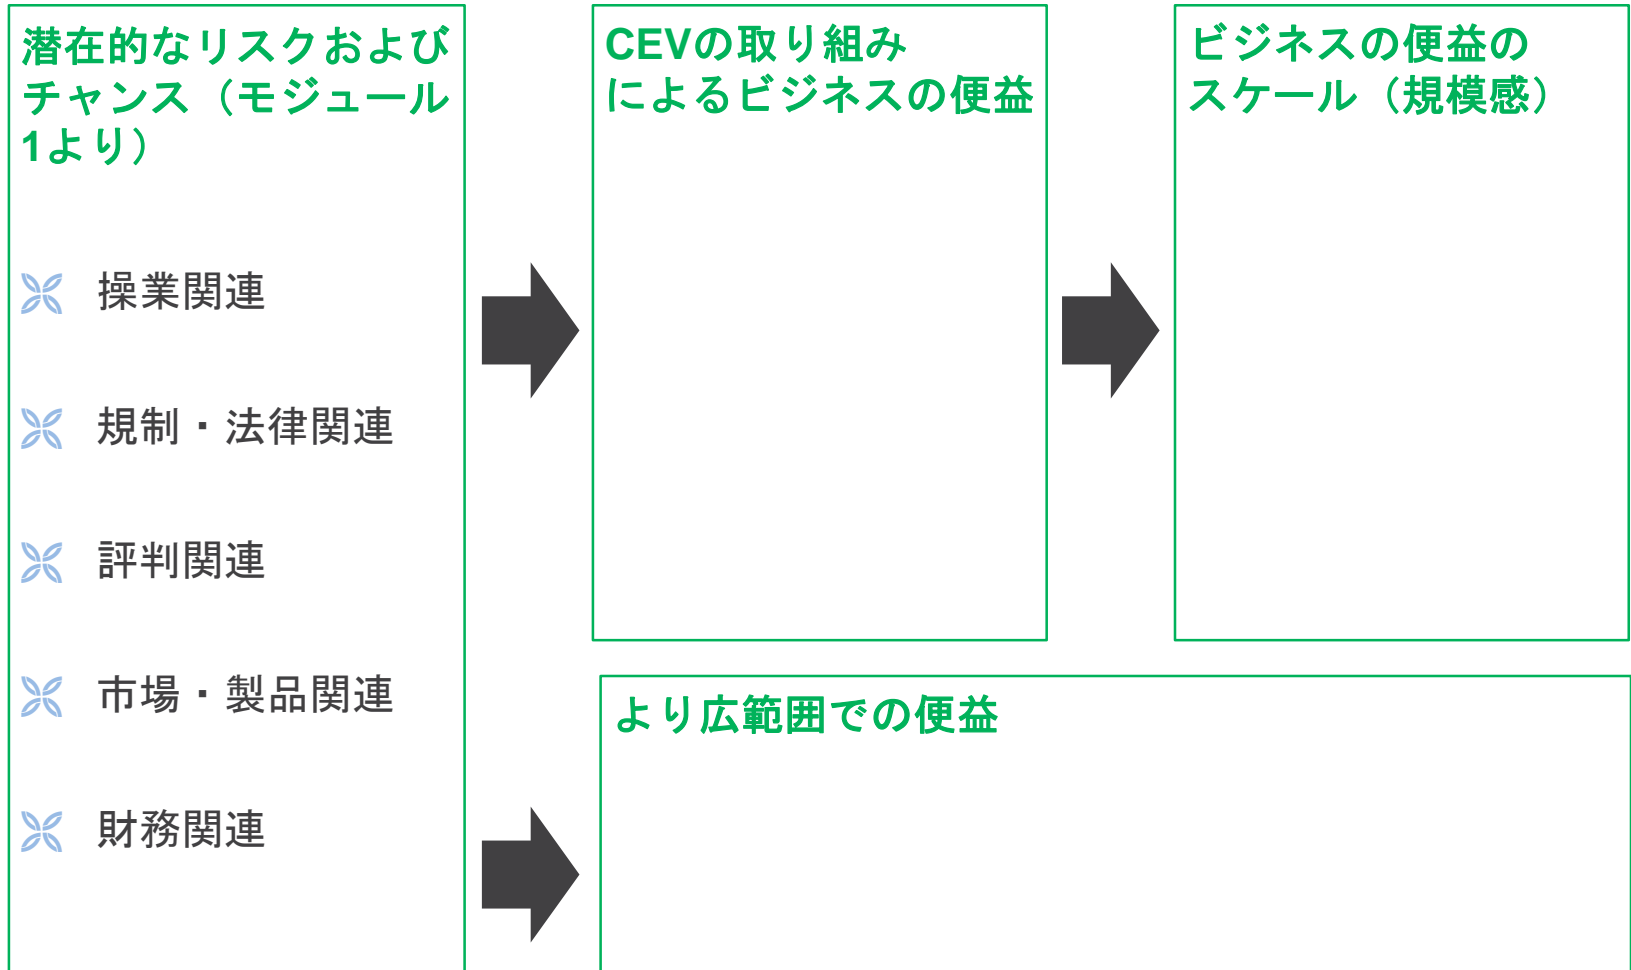 潜在的なリスクおよび
チャンス（モジュール
1より）
操業関連
規制・法律関連
評判関連
市場・製品関連
財務関連
CEVの取り組み
によるビジネスの便益
ビジネスの便益の
スケール（規模感）
より広範囲での便益